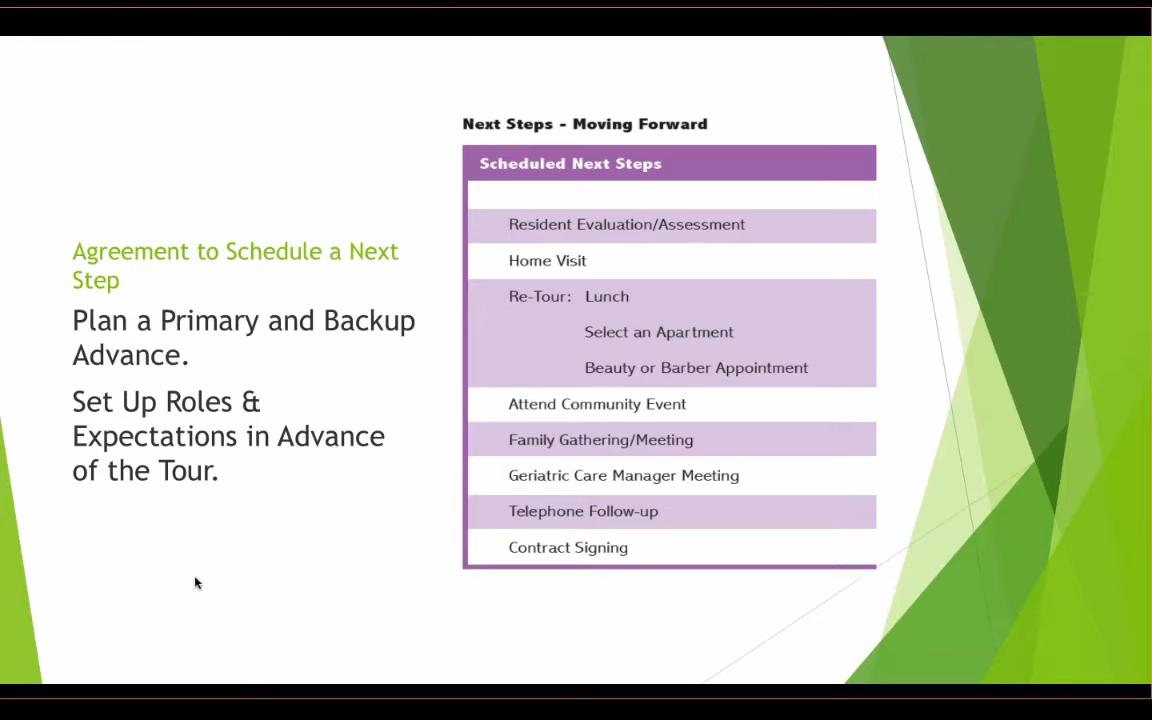 Agreement to Schedule a Next
Step
Plan a Primary and Backup
Advance.
Set Up Roles &
Expectations in Advance
of the Tour.
Next Steps - Moving Forward
Scheduled Next Steps
Resident Evaluation/Assessment
Home Visit
Re-Tour: Lunch
Select an Apartment
Beauty or Barber Appointment
Attend Community Event
Family Gathering/Meeting
Geriatric Care Manager Meeting
Telephone Follow-up
Contract Signing